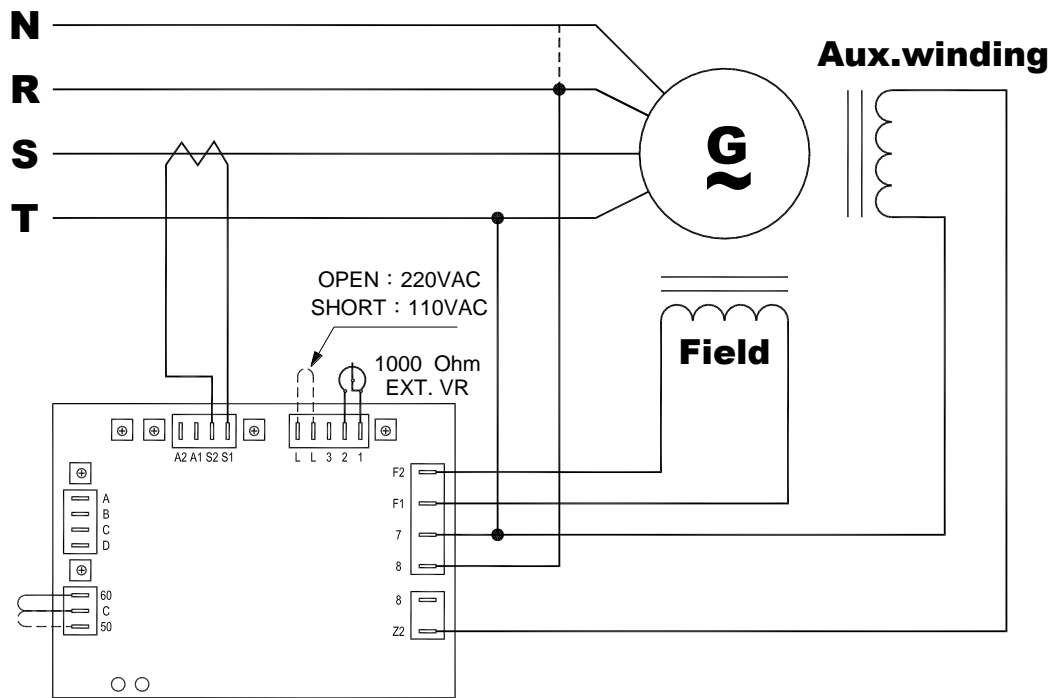 N
R
S
T
G
~
Aux.winding
OPEN：220VAC
SHORT：110VAC
1000 Ohm
EXT. VR
Field
A2 A1 S2 S1
L L 3 2 1
A
B
C
D
60
C
50
F2
F1
7
8
8
Z2